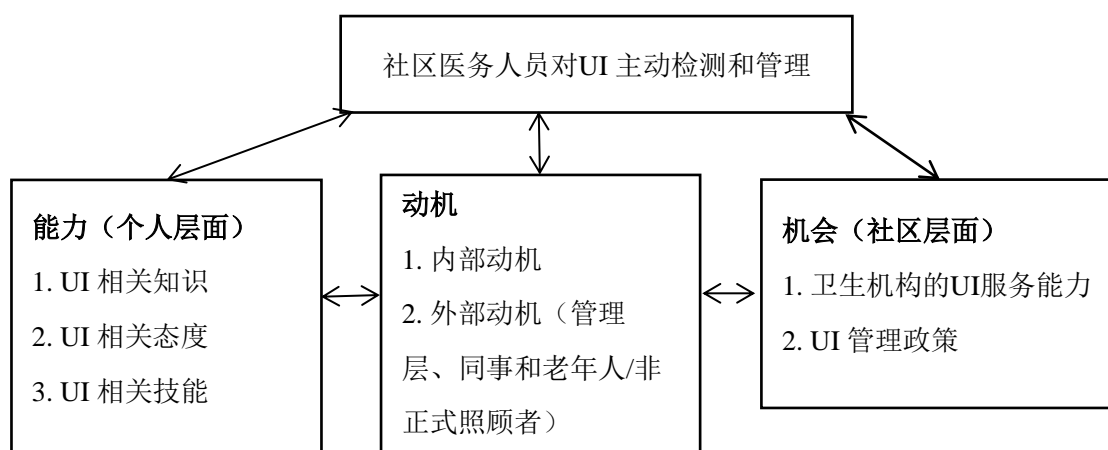 社区医务人员对UI 主动检测和管理
能力（个人层面）
1. UI 相关知识
2. UI 相关态度
3. UI 相关技能
动机
1. 内部动机
2. 外部动机（管理
层、同事和老年人/非
正式照顾者）
机会（社区层面）
1. 卫生机构的UI服务能力
2. UI 管理政策